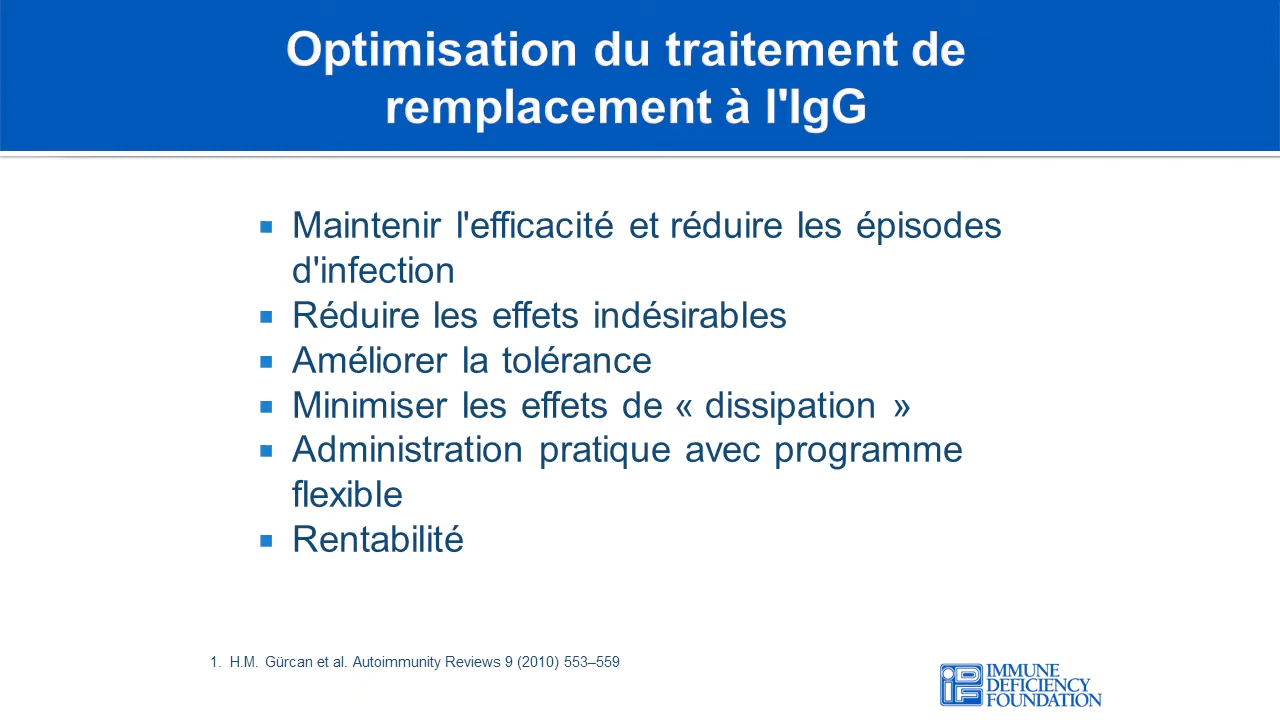 Optimisation du traitement de
remplacement à l'IgG
Maintenir l'efficacité et réduire les épisodes
d'infection
Réduire les effets indésirables
Améliorer la tolérance
Minimiser les effets de « dissipation »
Administration pratique avec programme
flexible
Rentabilité
1. H.M. Gürcan et al. Autoimmunity Reviews 9 (2010) 553–559
IDF
IMMUNE
DEFICIENCY
FOUNDATION